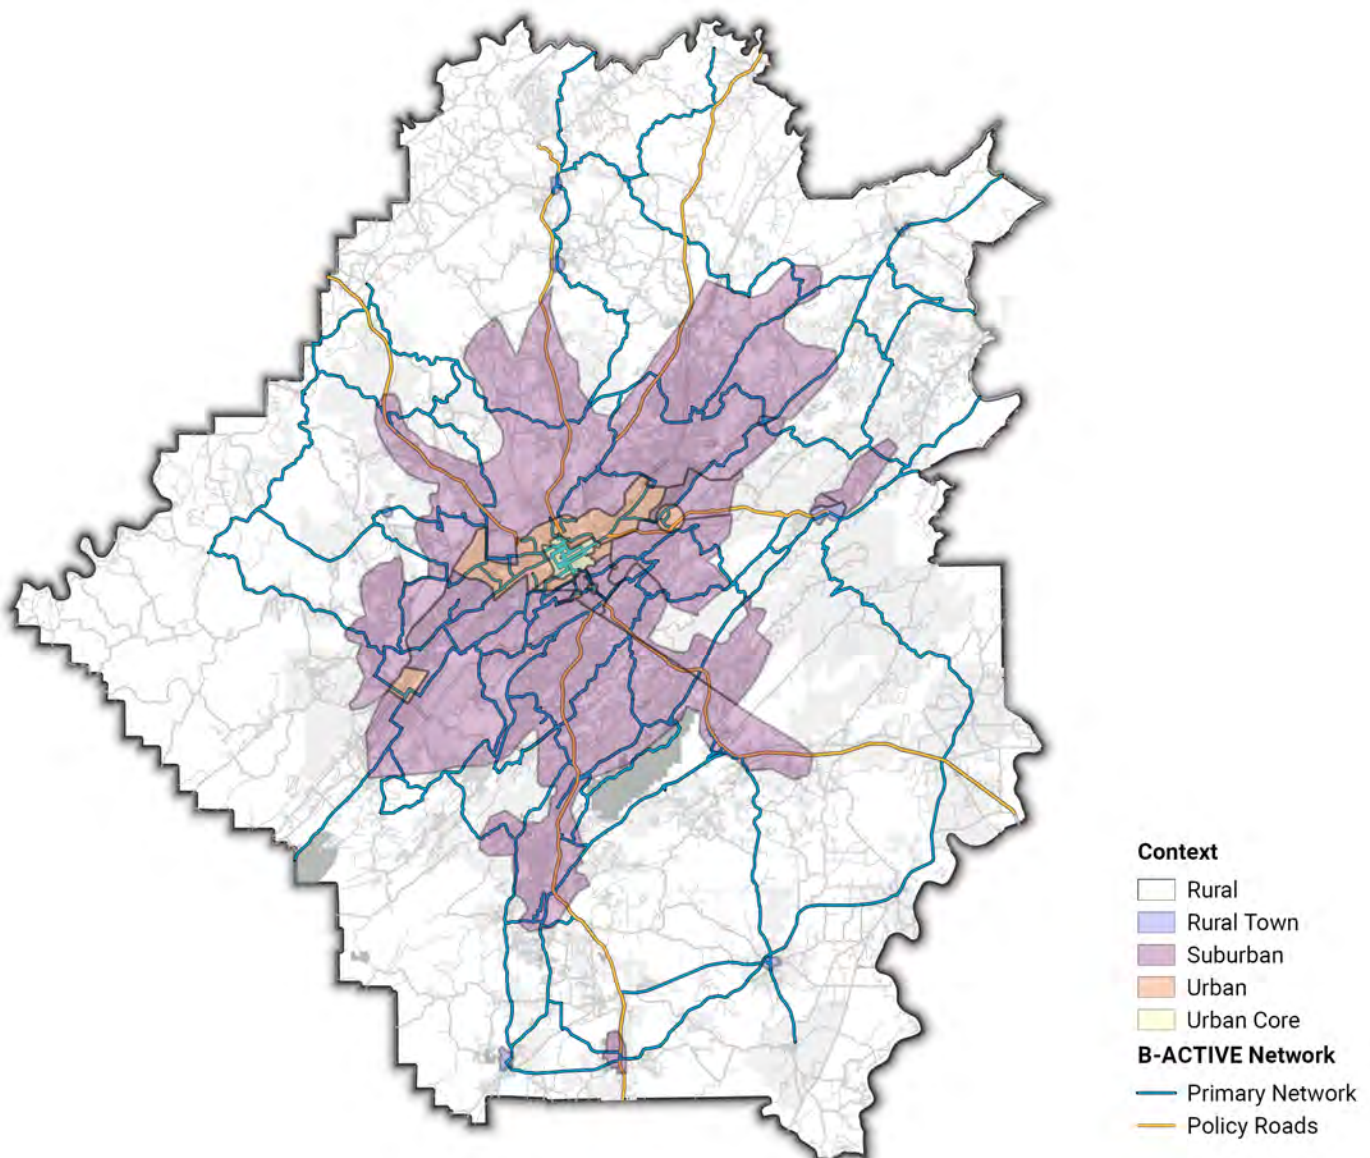 Context
Rural
Rural Town
Suburban
Urban
Urban Core
B-ACTIVE Network
Primary Network
Policy Roads